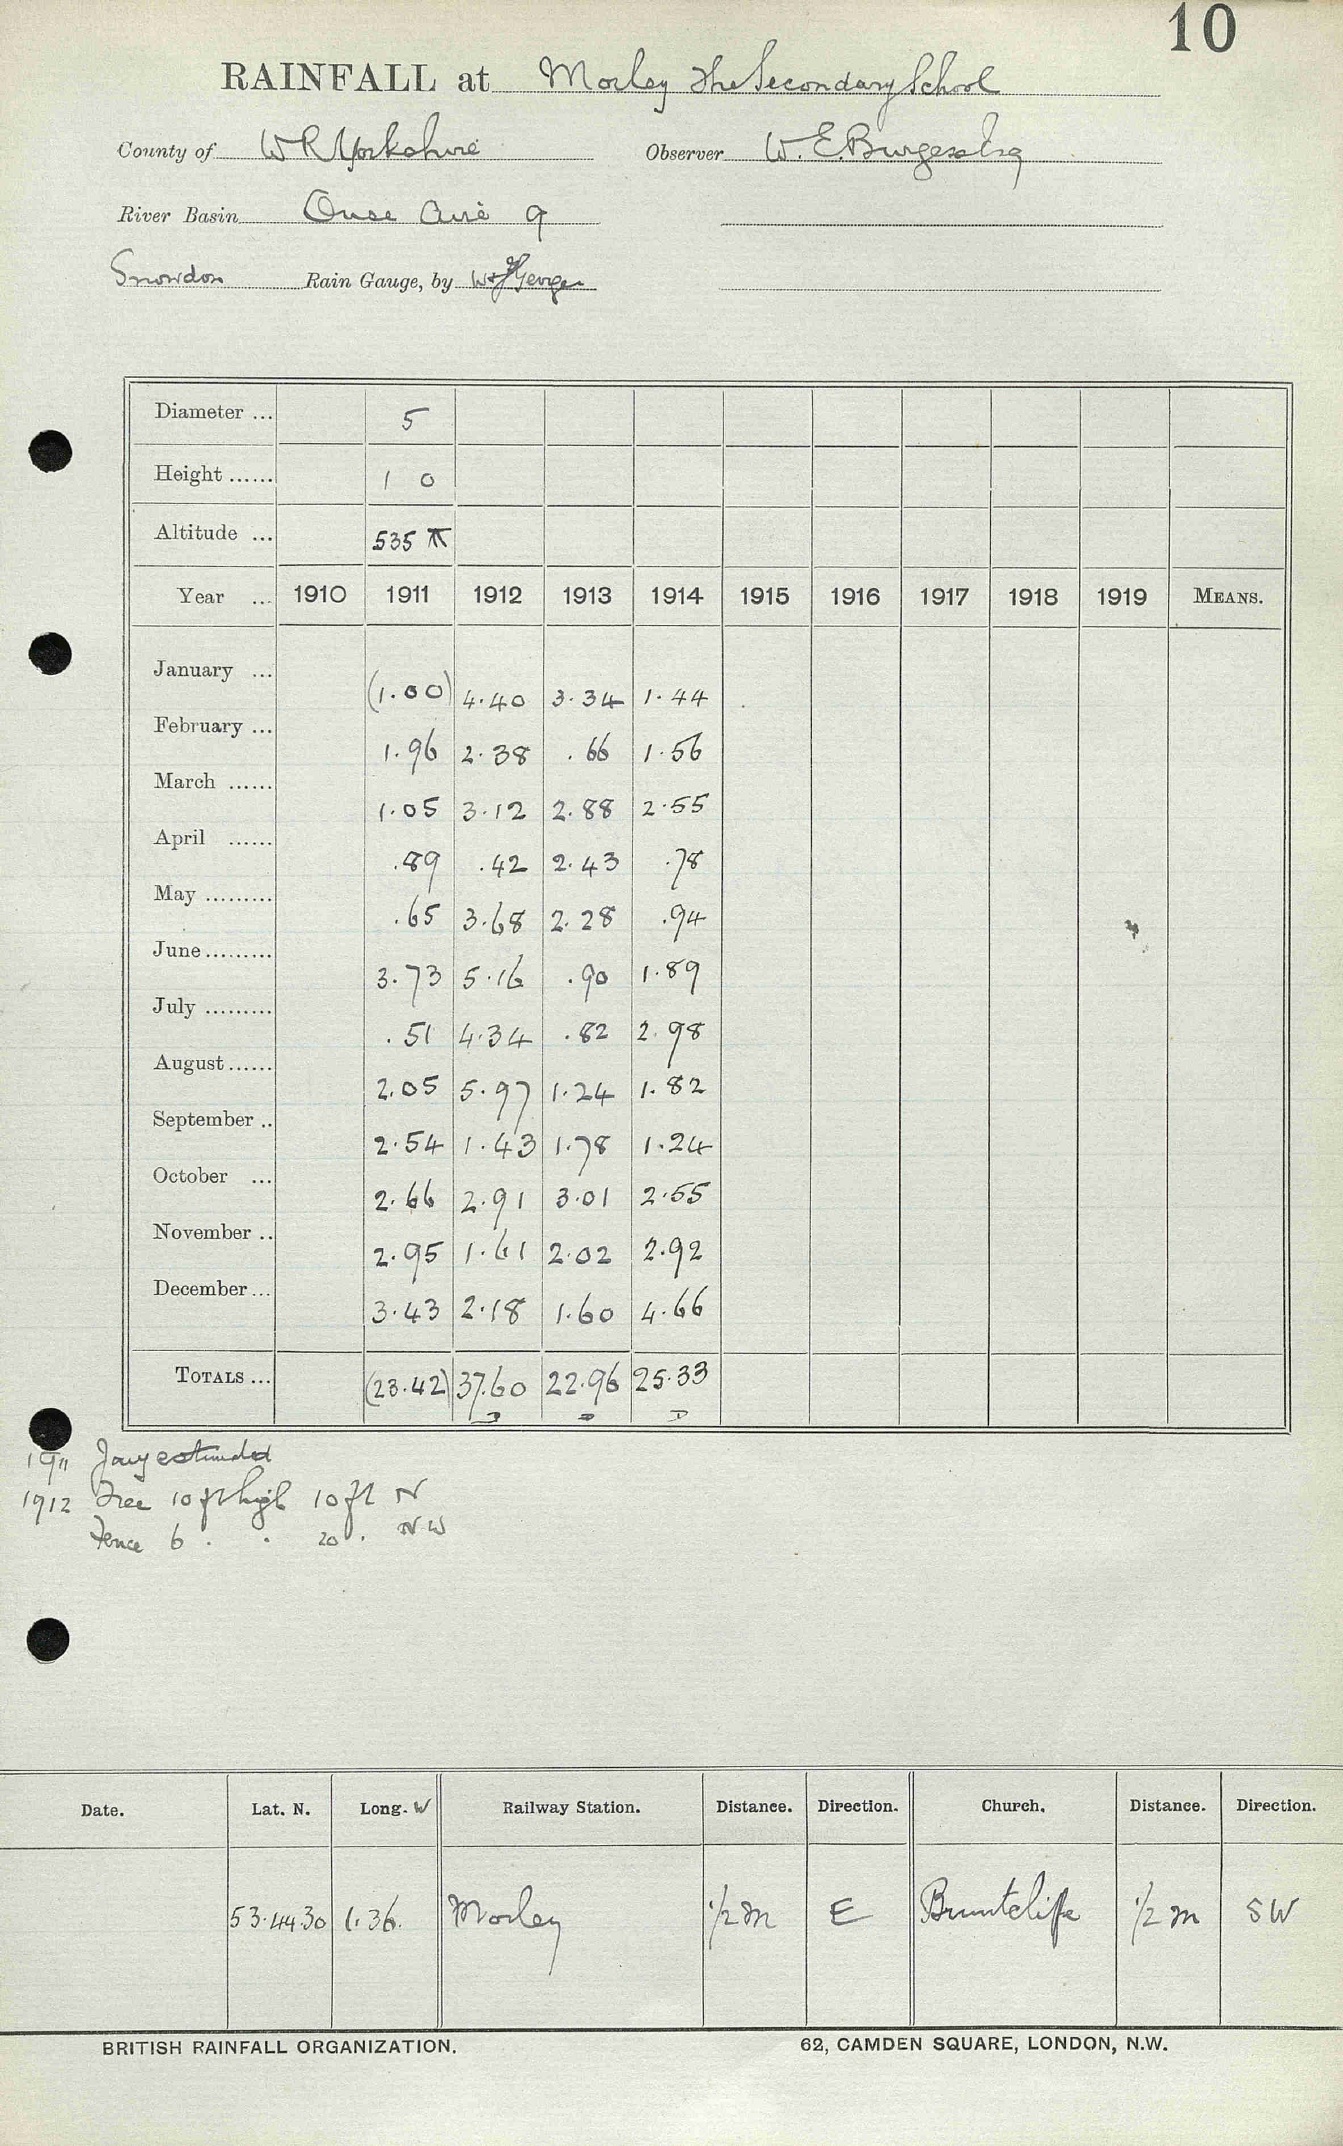 10
RAINFALL at Morley The Secondary School
County of W R Yorkshire Observer W. E. Burgess Esq
River Basin Ouse Aire 9
Snowdon Rain Gauge, by W & J George
Diameter ... 5
Height ...... 1 0
Altitude ... 535
Year ... 1910 1911 1912 1913 1914 1915 1916 1917 1918 1919 MEANS.
January ... (1.00) 4.40 3.34 1.44
February ... 1.96 2.38 .66 1.56
March ...... 1.05 3.12 2.88 2.55
April ...... .89 .42 2.43 .78
May ......... .65 3.68 2.28 .94
June ......... 3.73 5.16 .90 1.89
July ......... .51 4.34 .82 2.98
August ...... 2.05 5.97 1.24 1.82
September .. 2.54 1.43 1.78 1.24
October ... 2.66 2.91 3.01 2.55
November .. 2.95 1.61 2.02 2.92
December ... 3.43 2.18 1.60 4.66
TOTALS ... (23.42) 37.60 22.96 25.33
1911 Jany estimated
1912 Tree 10 ft high 10 ft N
Fence 6 . . 20 . NW
Date. Lat. N. Long. W Railway Station. Distance. Direction. Church. Distance. Direction.
53.44.30 1.36. Morley 1/2 m E Bruntcliffe 1/2 m SW
BRITISH RAINFALL ORGANIZATION. 62, CAMDEN SQUARE, LONDON, N.W.